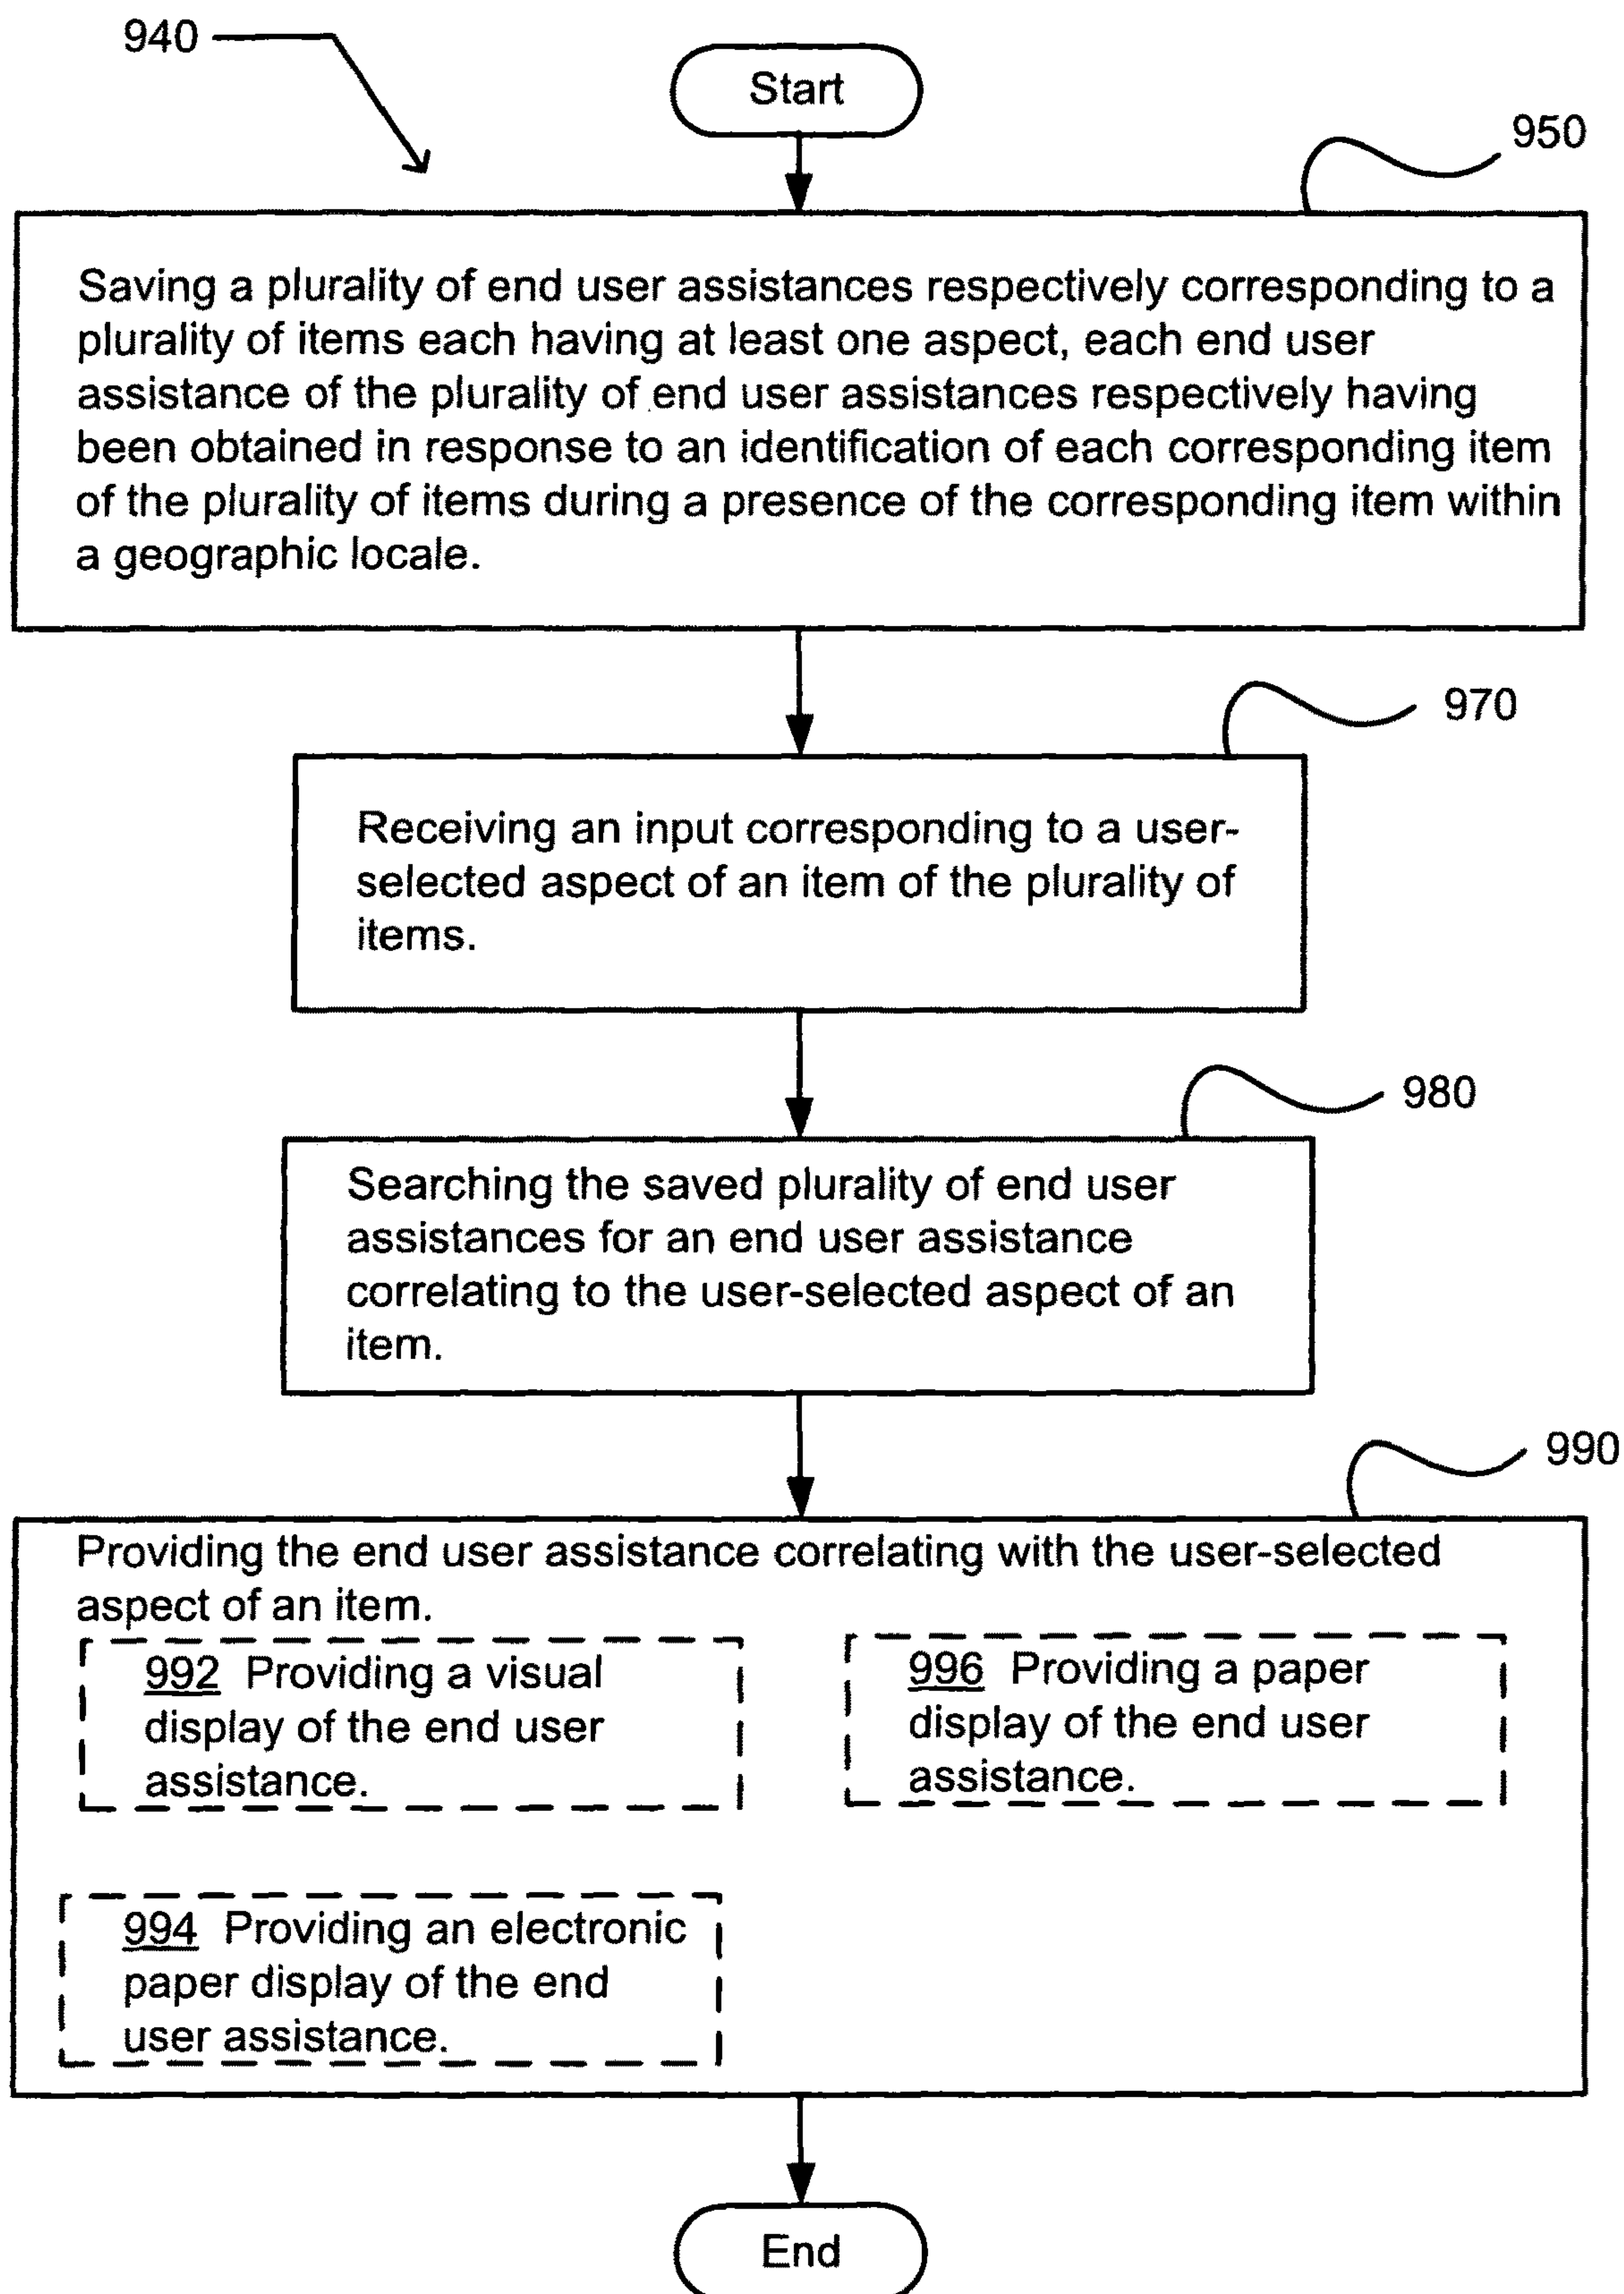 940
Start
950
Saving a plurality of end user assistances respectively corresponding to a
plurality of items each having at least one aspect, each end user
assistance of the plurality of end user assistances respectively having
been obtained in response to an identification of each corresponding item
of the plurality of items during a presence of the corresponding item within
a geographic locale.
970
Receiving an input corresponding to a user-
selected aspect of an item of the plurality of
items.
980
Searching the saved plurality of end user
assistances for an end user assistance
correlating to the user-selected aspect of an
item.
990
Providing the end user assistance correlating with the user-selected
aspect of an item.
992 Providing a visual
display of the end user
assistance.
996 Providing a paper
display of the end user
assistance.
994 Providing an electronic
paper display of the end
user assistance.
End